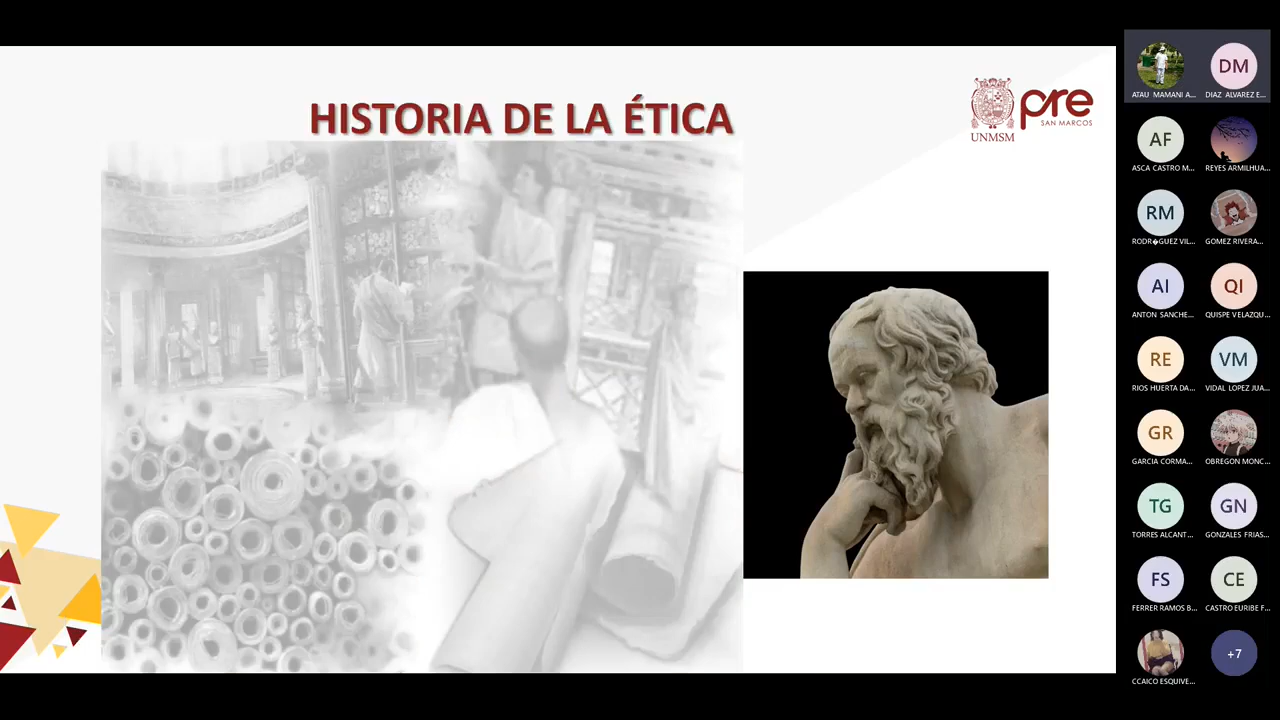 HISTORIA DE LA ÉTICA
UNMSM
pre
SAN MARCOS
ATAU MAMANI A...
DM
DIAZ ALVAREZ E...
AF
ASCA CASTRO M...
REYES ARMILHUA...
RM
RODR�GUEZ VIL...
GOMEZ RIVERA...
AI
ANTON SANCHE...
QI
QUISPE VELAZQU...
RE
RIOS HUERTA DA...
VM
VIDAL LOPEZ JUA...
GR
GARCIA CORMA...
OBREGON MONC...
TG
TORRES ALCANT...
GN
GONZALES FRIAS...
FS
FERRER RAMOS B...
CE
CASTRO EURIBE F...
CCAICO ESQUIVE...
+7